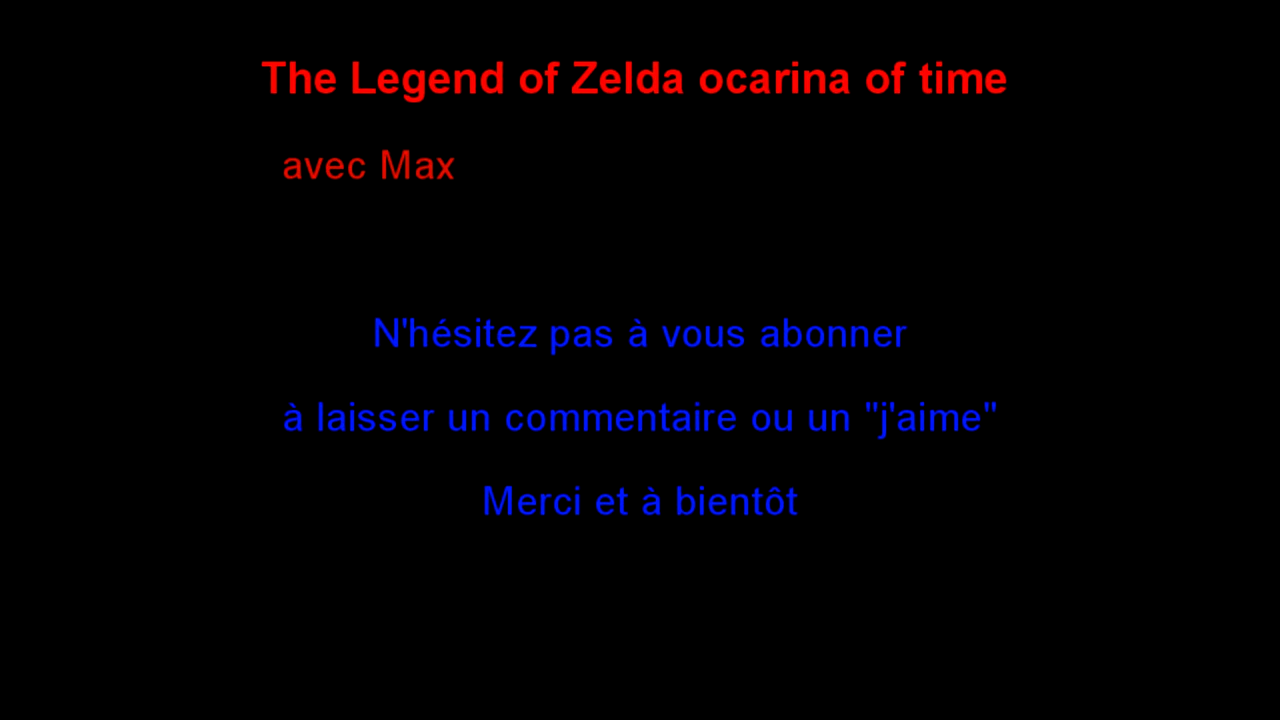 The Legend of Zelda ocarina of time
avec Max
N'hésitez pas à vous abonner
à laisser un commentaire ou un "j'aime"
Merci et à bientôt